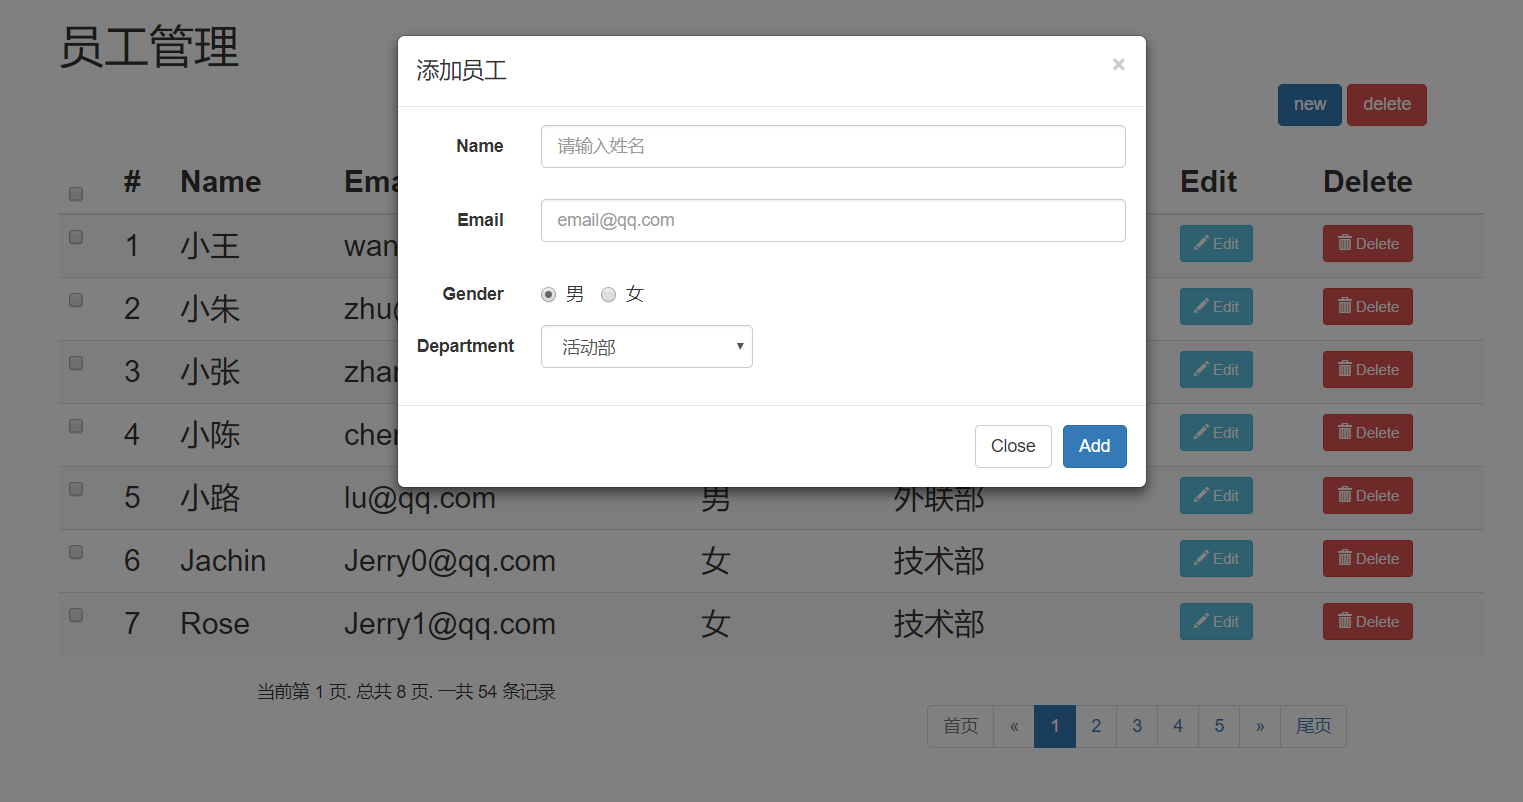 员工管理
添加员工 ×
new delete
Name 请输入姓名
Email email@qq.com
Gender 男 女
Department 活动部
Close Add
# Name Ema Edit Delete
1 小王 wan Edit Delete
2 小朱 zhu Edit Delete
3 小张 zha Edit Delete
4 小陈 che Edit Delete
5 小路 lu@qq.com 男 外联部 Edit Delete
6 Jachin Jerry0@qq.com 女 技术部 Edit Delete
7 Rose Jerry1@qq.com 女 技术部 Edit Delete
当前第 1 页. 总共 8 页. 一共 54 条记录
首页 « 1 2 3 4 5 » 尾页